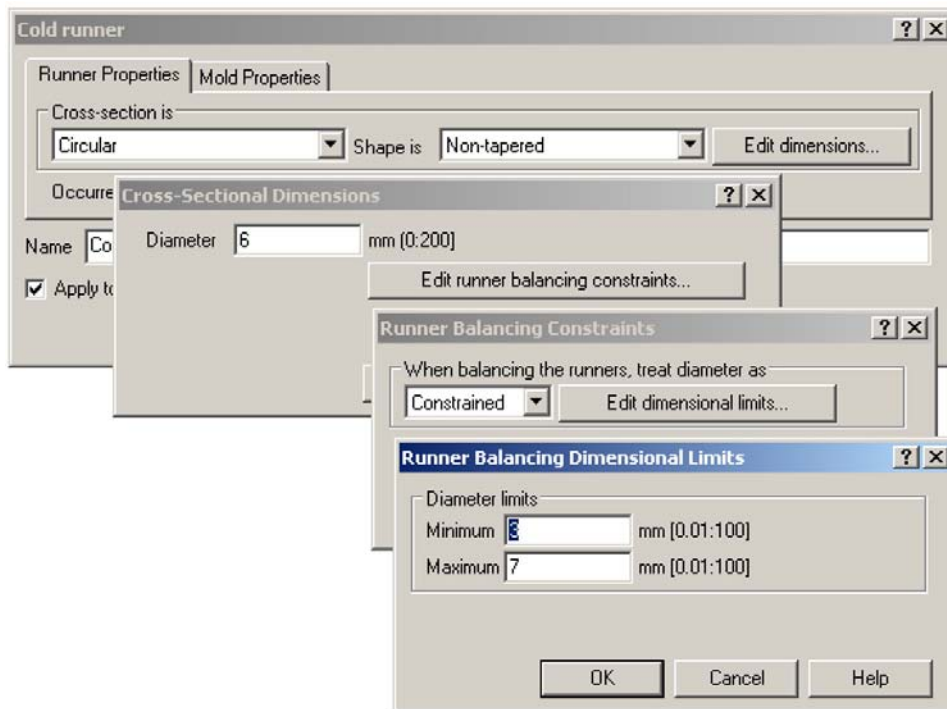 Cold runner
Runner Properties Mold Properties
Cross-section is
Circular Shape is Non-tapered Edit dimensions...
Occurre
Cross-Sectional Dimensions
Name Co
Diameter 6 mm (0:200]
Apply to
Edit runner balancing constraints...
Runner Balancing Constraints
When balancing the runners, treat diameter as
Constrained Edit dimensional limits...
Runner Balancing Dimensional Limits
Diameter limits
Minimum 3 mm [0.01:100]
Maximum 7 mm [0.01:100]
OK Cancel Help